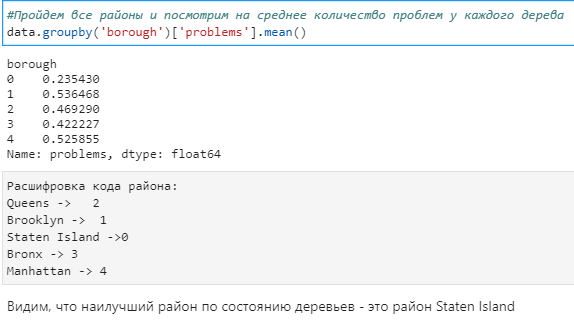 #Пройдем все районы и посмотрим на среднее количество проблем у каждого дерева
data.groupby('borough')['problems'].mean()
borough
0    0.235430
1    0.536468
2    0.469290
3    0.422227
4    0.525855
Name: problems, dtype: float64
Расшифровка кода района:
Queens ->   2
Brooklyn ->  1
Staten Island ->0
Bronx -> 3
Manhattan -> 4
Видим, что наилучший район по состоянию деревьев - это район Staten Island